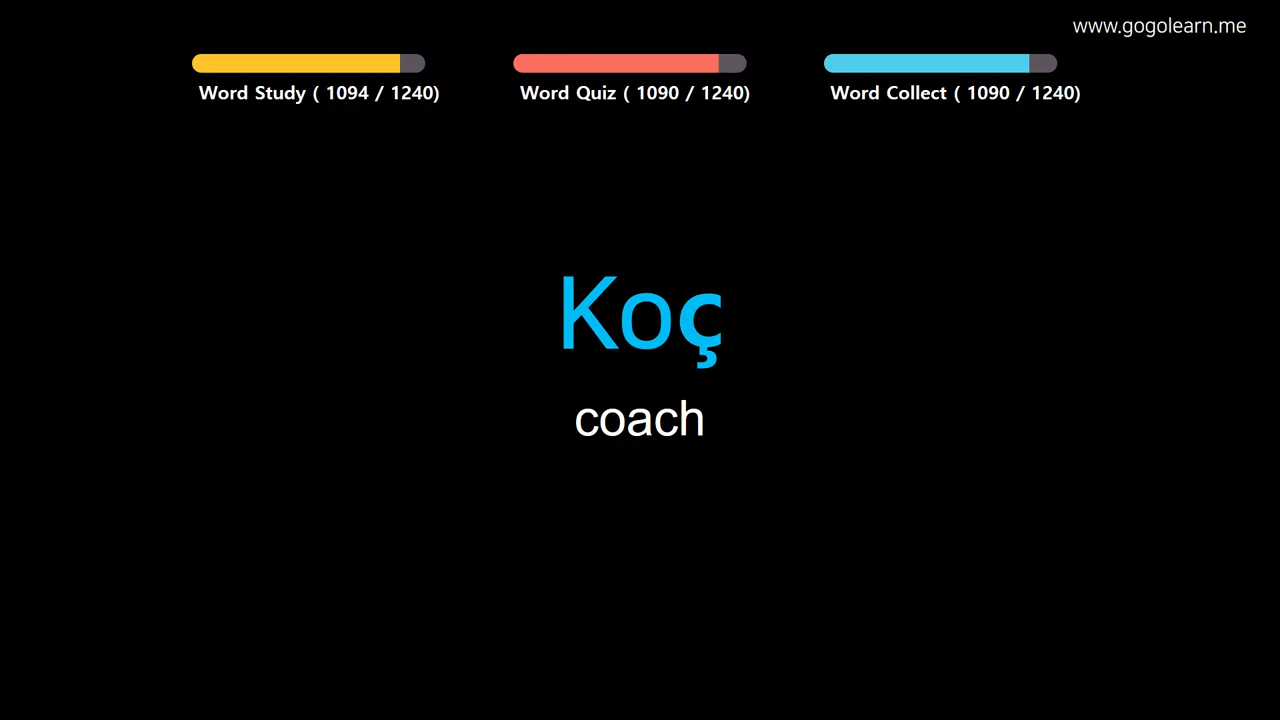 www.gogolearn.me
Word Study ( 1094 / 1240)
Word Quiz ( 1090 / 1240)
Word Collect ( 1090 / 1240)
Koç
coach